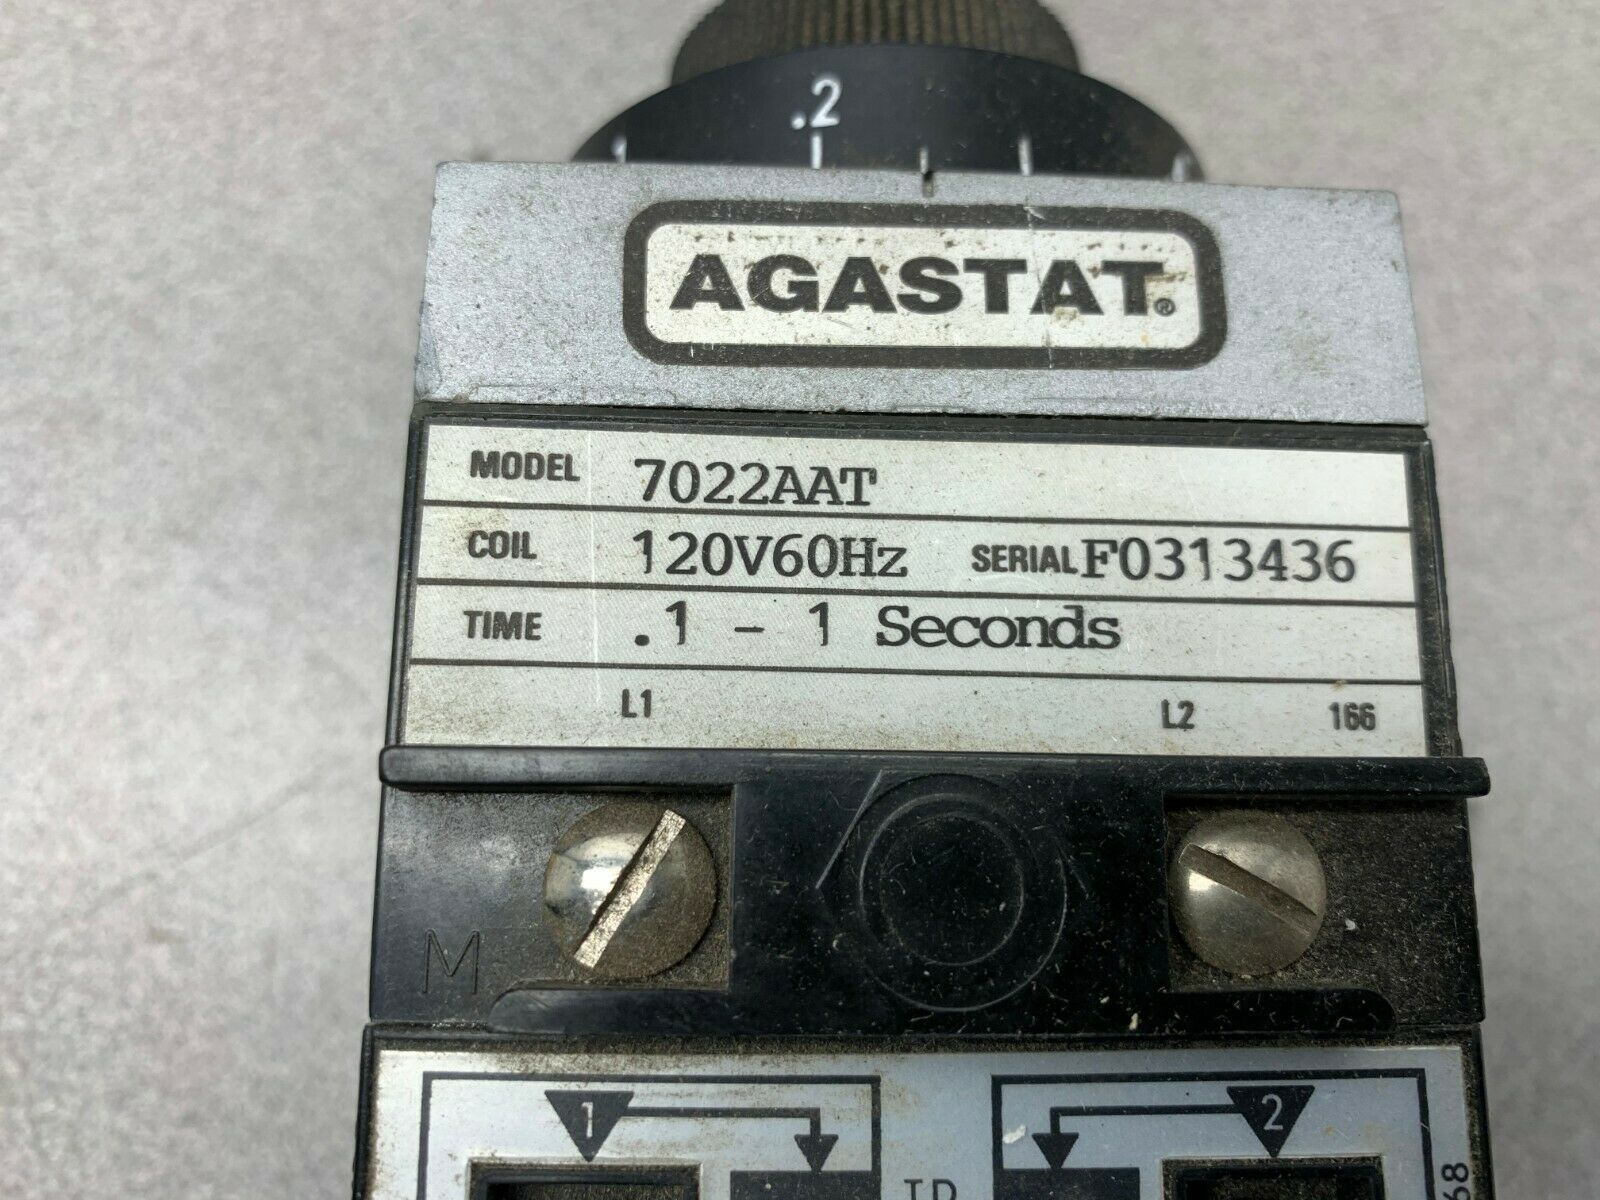 .2
AGASTAT®
MODEL 7022AAT
COIL 120V60Hz SERIAL F0313436
TIME .1 - 1 Seconds
L1 L2 166
M
1 2